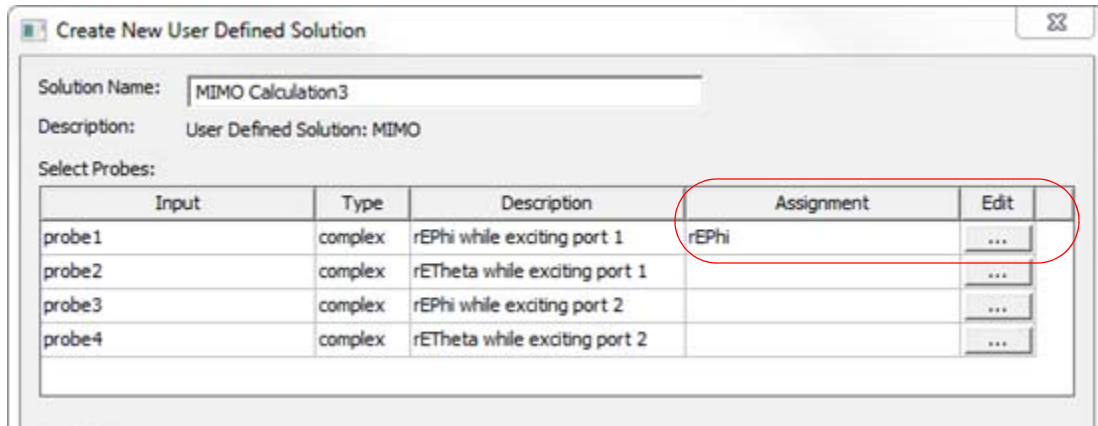 Create New User Defined Solution
Solution Name: MIMO Calculation3
Description: User Defined Solution: MIMO
Select Probes:
Input Type Description Assignment Edit
probe1 complex rEPhi while exciting port 1 rEPhi ...
probe2 complex rETheta while exciting port 1 ...
probe3 complex rEPhi while exciting port 2 ...
probe4 complex rETheta while exciting port 2 ...